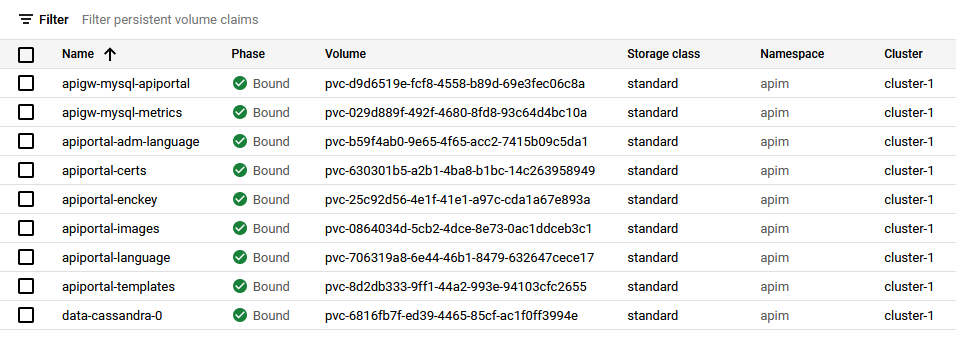 Filter Filter persistent volume claims
Name Phase Volume Storage class Namespace Cluster
apigw-mysql-apiportal Bound pvc-d9d6519e-fcf8-4558-b89d-69e3fec06c8a standard apim cluster-1
apigw-mysql-metrics Bound pvc-029d889f-492f-4680-8fd8-93c64d4bc10a standard apim cluster-1
apiportal-adm-language Bound pvc-b59f4ab0-9e65-4f65-acc2-7415b09c5da1 standard apim cluster-1
apiportal-certs Bound pvc-630301b5-a2b1-4ba8-b1bc-14c263958949 standard apim cluster-1
apiportal-enckey Bound pvc-25c92d56-4e1f-41e1-a97c-cda1a67e893a standard apim cluster-1
apiportal-images Bound pvc-0864034d-5cb2-4dce-8e73-0ac1ddceb3c1 standard apim cluster-1
apiportal-language Bound pvc-706319a8-6e44-46b1-8479-632647cece17 standard apim cluster-1
apiportal-templates Bound pvc-8d2db333-9ff1-44a2-993e-94103cfc2655 standard apim cluster-1
data-cassandra-0 Bound pvc-6816fb7f-ed39-4465-85cf-ac1f0ff3994e standard apim cluster-1